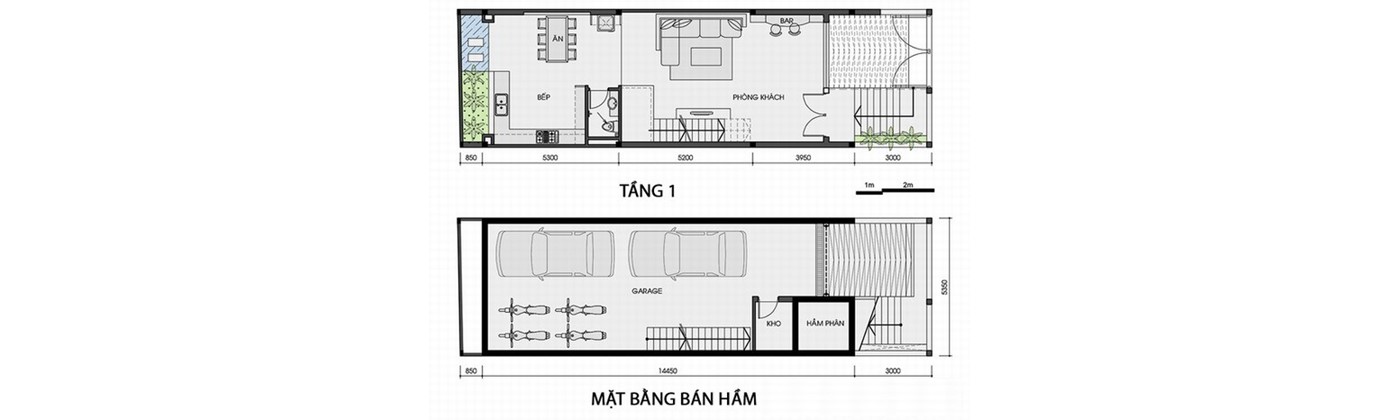 BAR
ĂN
BẾP
PHÒNG KHÁCH
850 5300 5200 3950 3000
TẦNG 1
1m 2m
GARAGE
KHO
HẦM PHÂN
5350
850 14450 3000
MẶT BẰNG BÁN HẦM